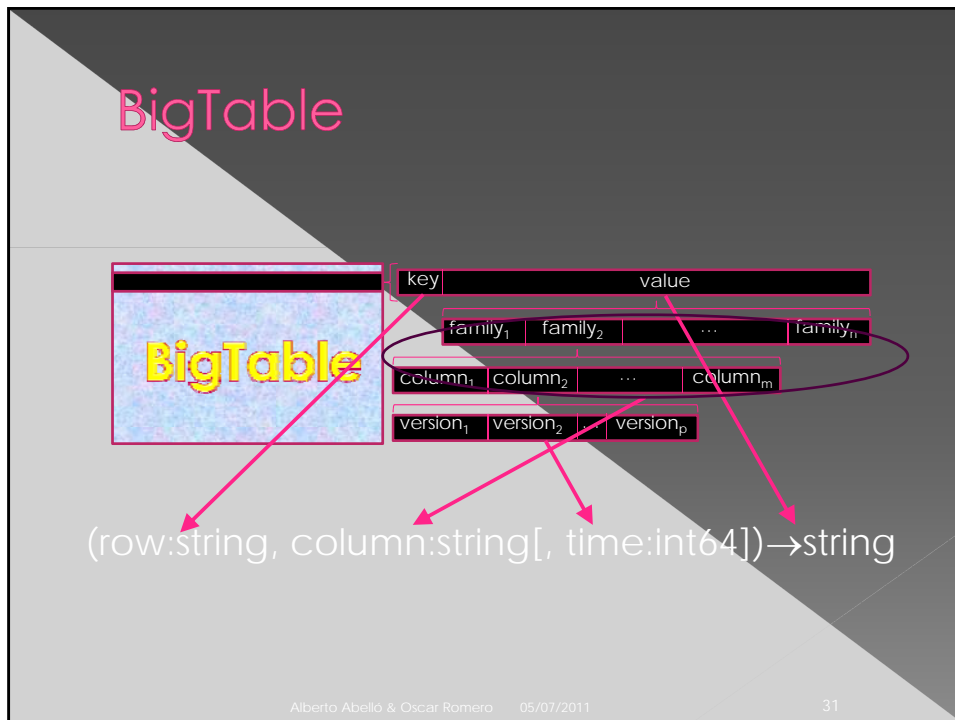 BigTable
key value
family₁ family₂ … familyₙ
BigTable
column₁ column₂ … columnₘ
version₁ version₂ … versionₚ
(row:string, column:string[, time:int64])→string
Alberto Abelló & Oscar Romero 05/07/2011 31